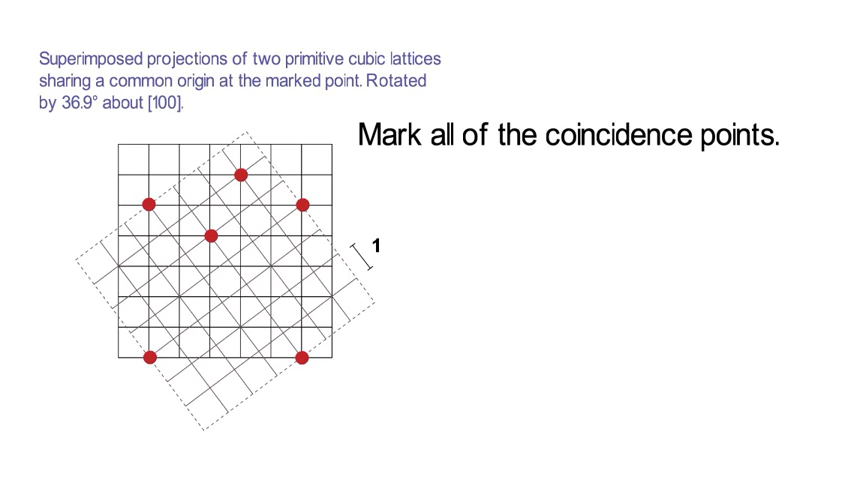 Superimposed projections of two primitive cubic lattices
sharing a common origin at the marked point. Rotated
by 36.9° about [100].
Mark all of the coincidence points.
1